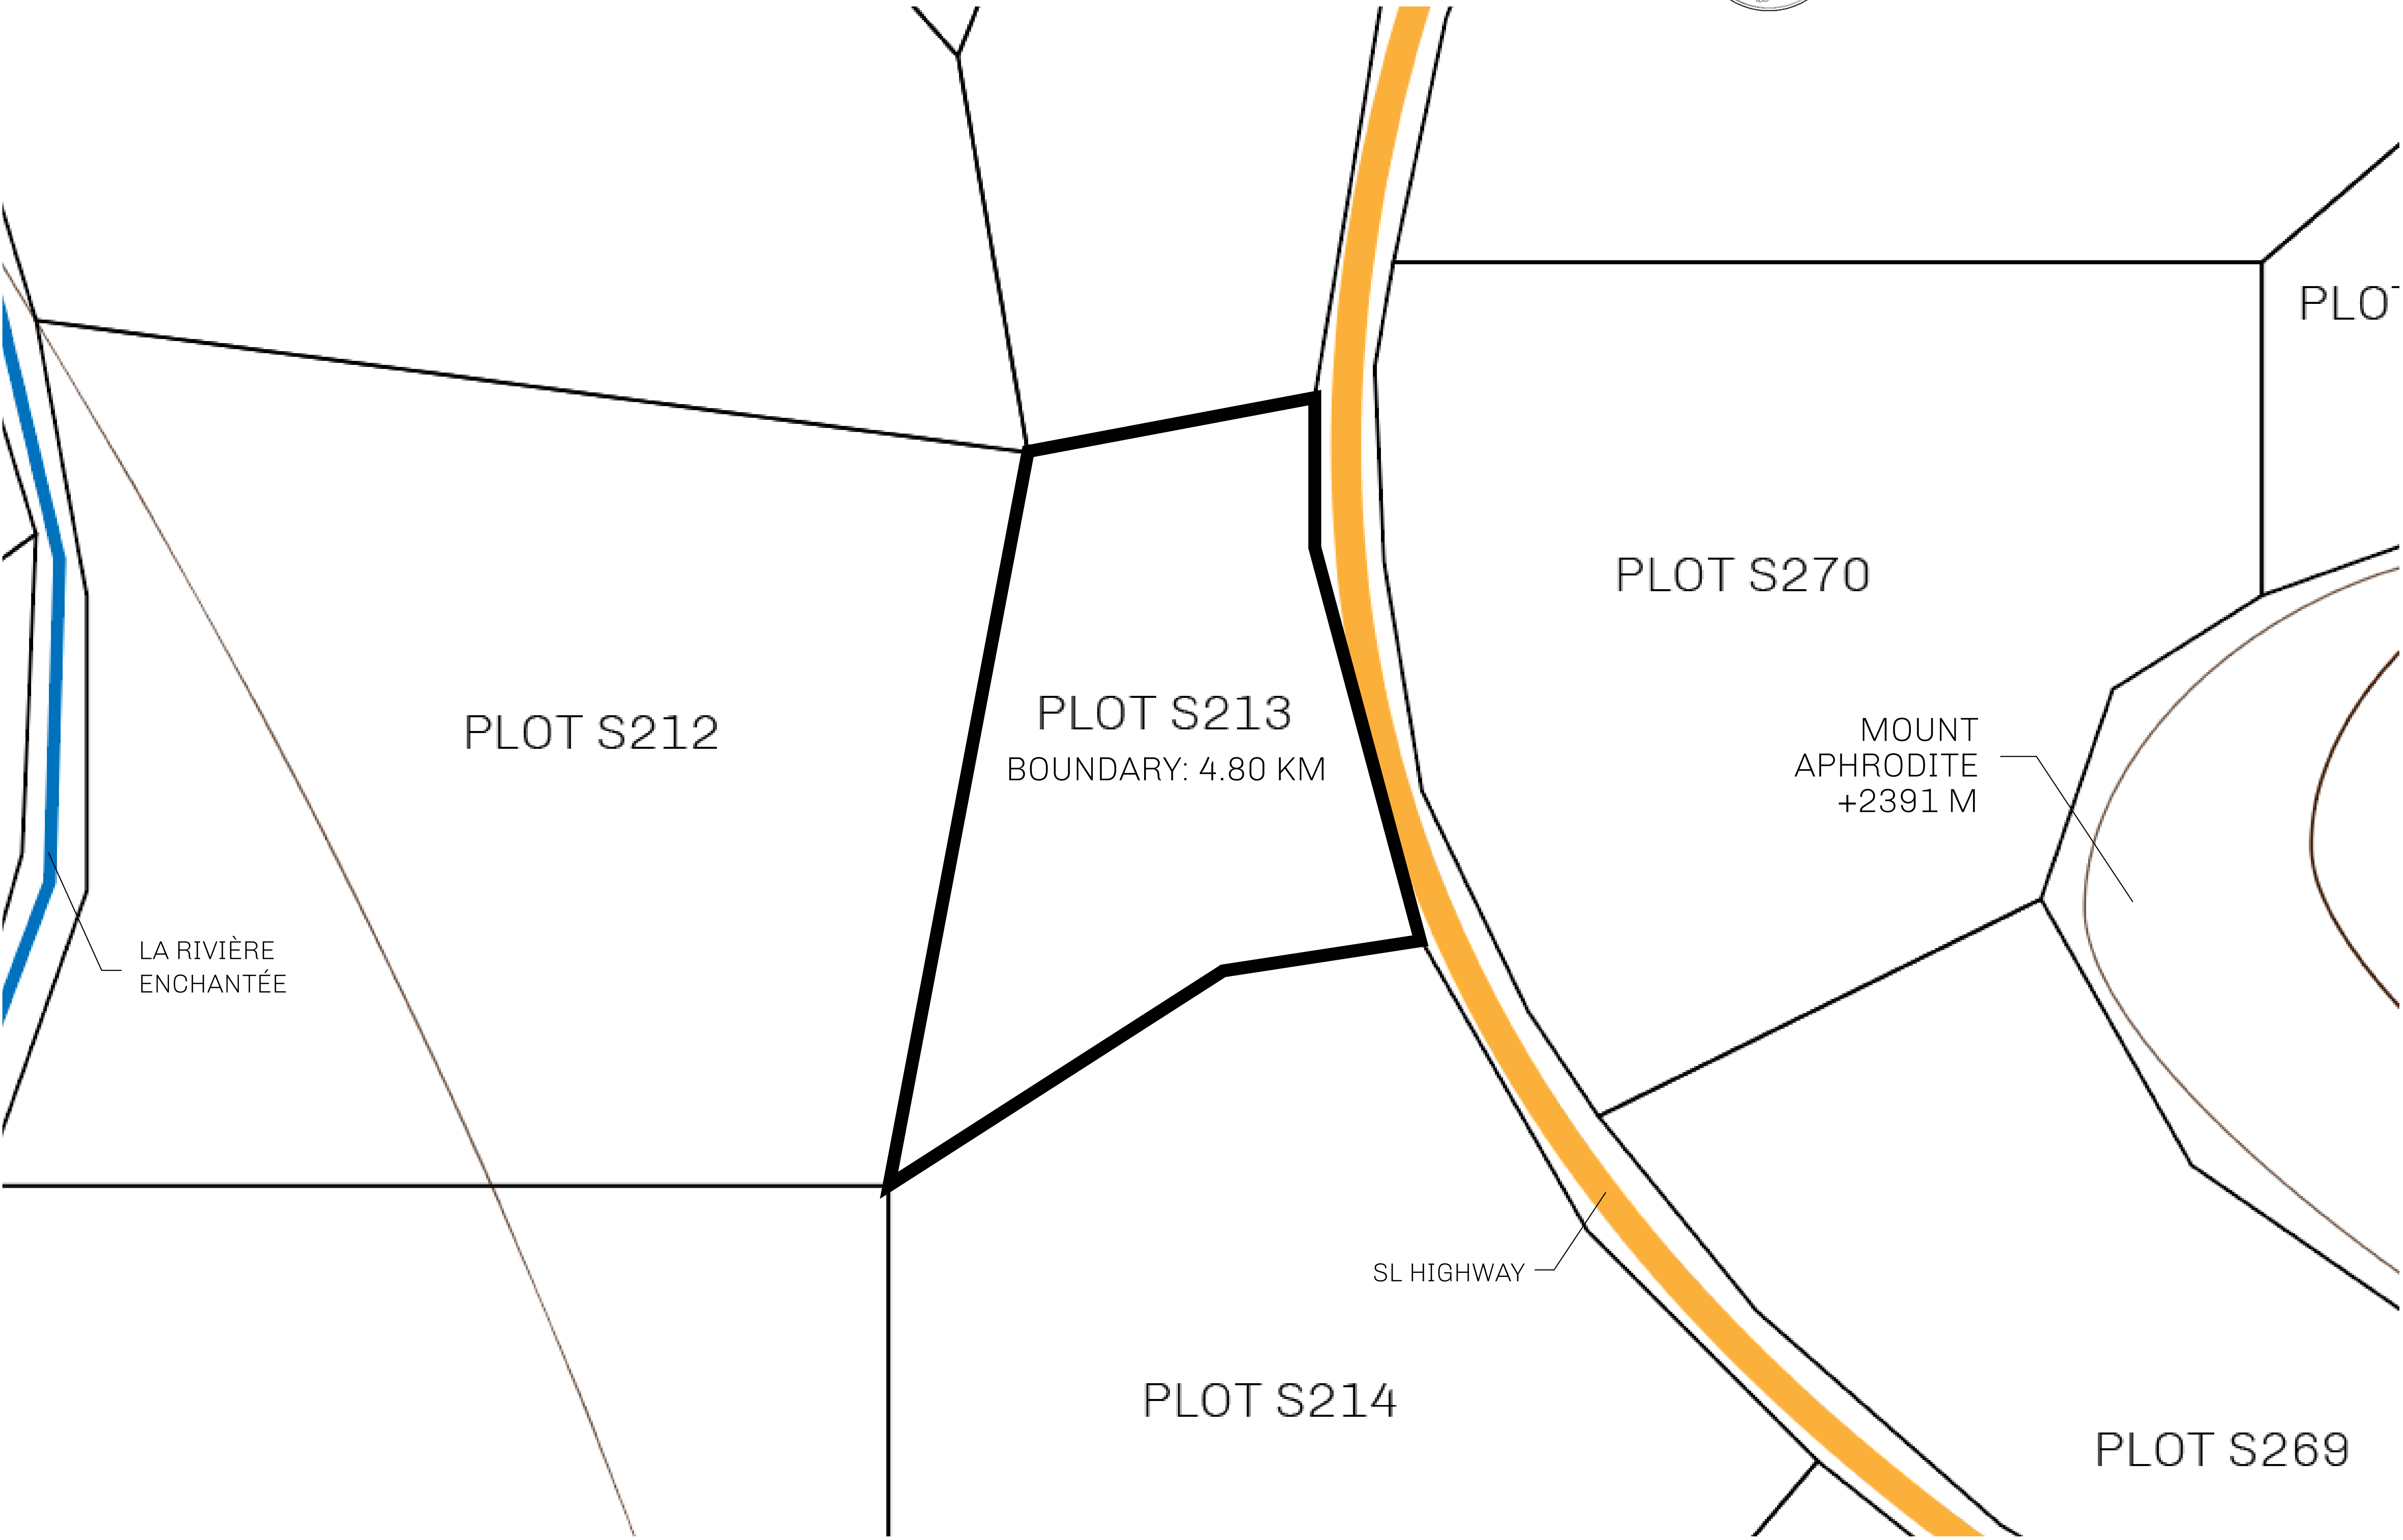 PLOT S270
PLOT S212
PLOT S213
BOUNDARY: 4.80 KM
MOUNT
APHRODITE
+2391 M
LA RIVIÈRE
ENCHANTÉE
SL HIGHWAY
PLOT S214
PLOT S269